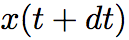 x(t + dt)